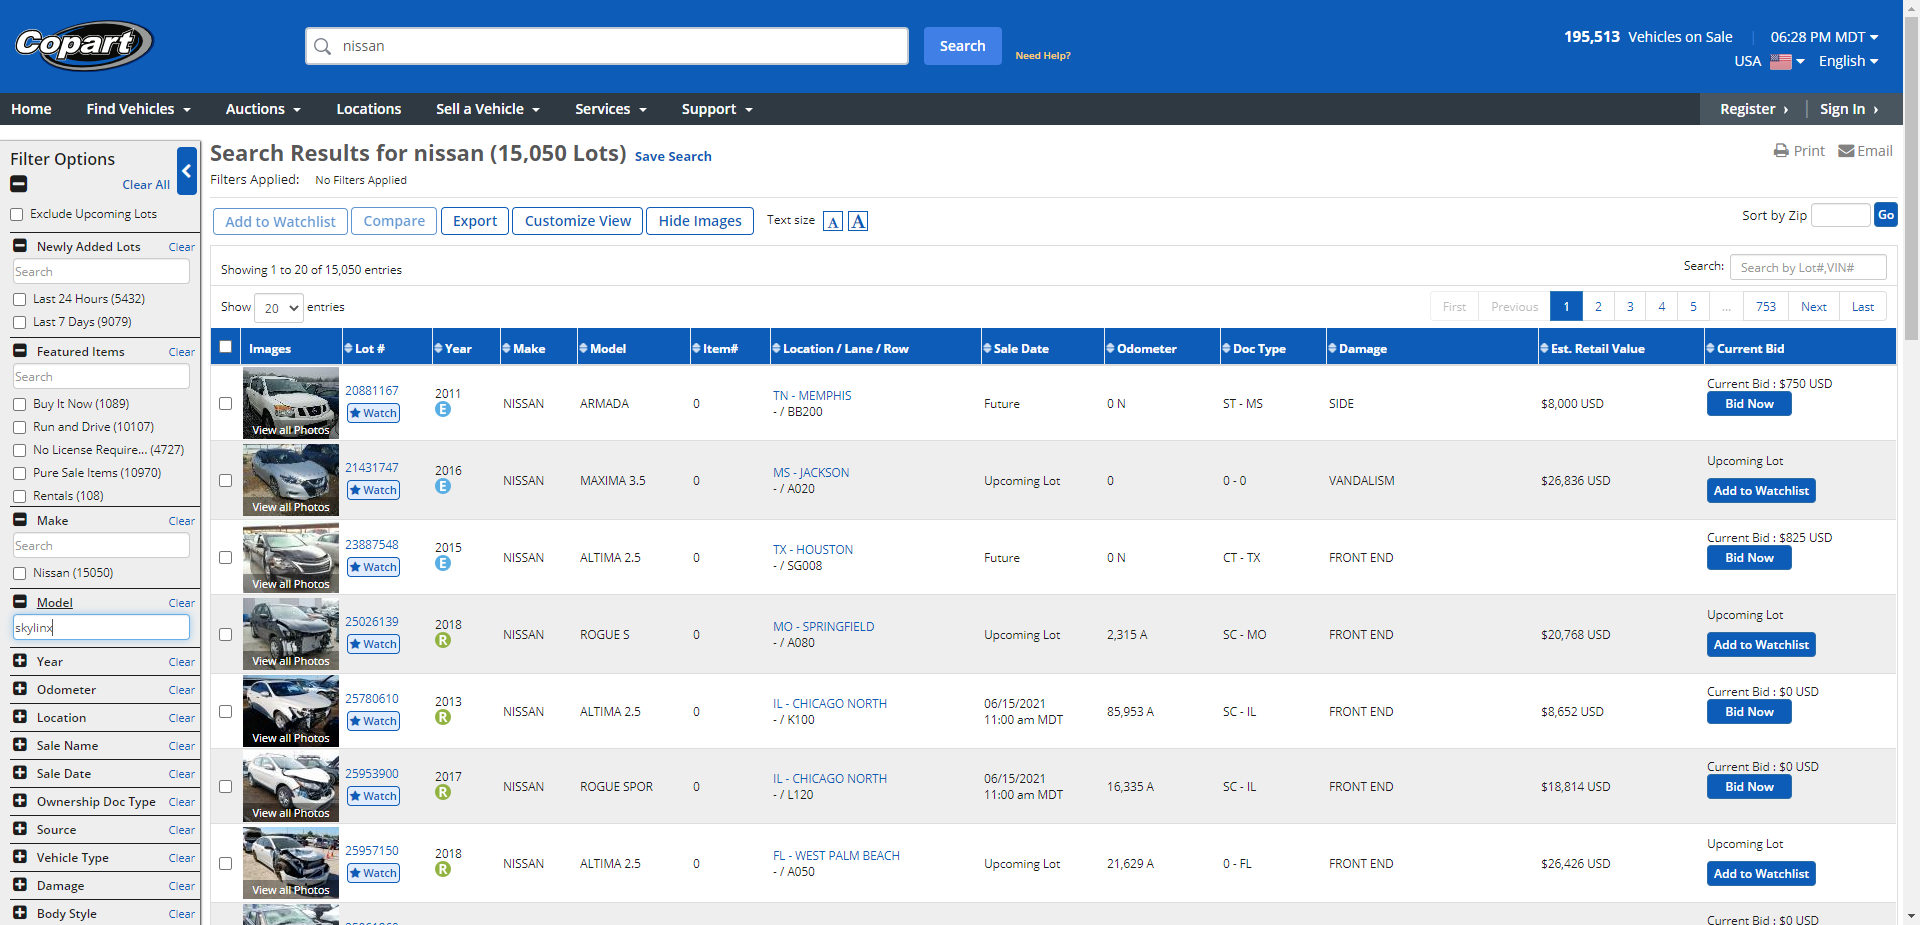 Copart
nissan
Search
Need Help?
195,513 Vehicles on Sale
06:28 PM MDT
USA
English
Home
Find Vehicles
Auctions
Locations
Sell a Vehicle
Services
Support
Register ›
Sign In ›
Filter Options
Clear All
Exclude Upcoming Lots
Newly Added Lots Clear
Search
Last 24 Hours (5432)
Last 7 Days (9079)
Featured Items Clear
Search
Buy It Now (1089)
Run and Drive (10107)
No License Require... (4727)
Pure Sale Items (10970)
Rentals (108)
Make Clear
Search
Nissan (15050)
Model Clear
skylinx
Year Clear
Odometer Clear
Location Clear
Sale Name Clear
Sale Date Clear
Ownership Doc Type Clear
Source Clear
Vehicle Type Clear
Damage Clear
Body Style Clear
Search Results for nissan (15,050 Lots) Save Search
Print Email
Filters Applied: No Filters Applied
Add to Watchlist Compare Export Customize View Hide Images Text size A A
Sort by Zip Go
Showing 1 to 20 of 15,050 entries
Search: Search by Lot#,VIN#
Show 20 entries
First Previous 1 2 3 4 5 ... 753 Next Last
Images Lot # Year Make Model Item# Location / Lane / Row Sale Date Odometer Doc Type Damage Est. Retail Value Current Bid
View all Photos
20881167
Watch
2011
E
NISSAN ARMADA 0
TN - MEMPHIS
- / BB200
Future 0 N ST - MS SIDE $8,000 USD
Current Bid : $750 USD
Bid Now
View all Photos
21431747
Watch
2016
E
NISSAN MAXIMA 3.5 0
MS - JACKSON
- / A020
Upcoming Lot 0 0 - 0 VANDALISM $26,836 USD
Upcoming Lot
Add to Watchlist
View all Photos
23887548
Watch
2015
E
NISSAN ALTIMA 2.5 0
TX - HOUSTON
- / SG008
Future 0 N CT - TX FRONT END
Current Bid : $825 USD
Bid Now
View all Photos
25026139
Watch
2018
R
NISSAN ROGUE S 0
MO - SPRINGFIELD
- / A080
Upcoming Lot 2,315 A SC - MO FRONT END $20,768 USD
Upcoming Lot
Add to Watchlist
View all Photos
25780610
Watch
2013
R
NISSAN ALTIMA 2.5 0
IL - CHICAGO NORTH
- / K100
06/15/2021
11:00 am MDT
85,953 A SC - IL FRONT END $8,652 USD
Current Bid : $0 USD
Bid Now
View all Photos
25953900
Watch
2017
R
NISSAN ROGUE SPOR 0
IL - CHICAGO NORTH
- / L120
06/15/2021
11:00 am MDT
16,335 A SC - IL FRONT END $18,814 USD
Current Bid : $0 USD
Bid Now
View all Photos
25957150
Watch
2018
R
NISSAN ALTIMA 2.5 0
FL - WEST PALM BEACH
- / A050
Upcoming Lot 21,629 A 0 - FL FRONT END $26,426 USD
Upcoming Lot
Add to Watchlist
Current Bid : $0 USD